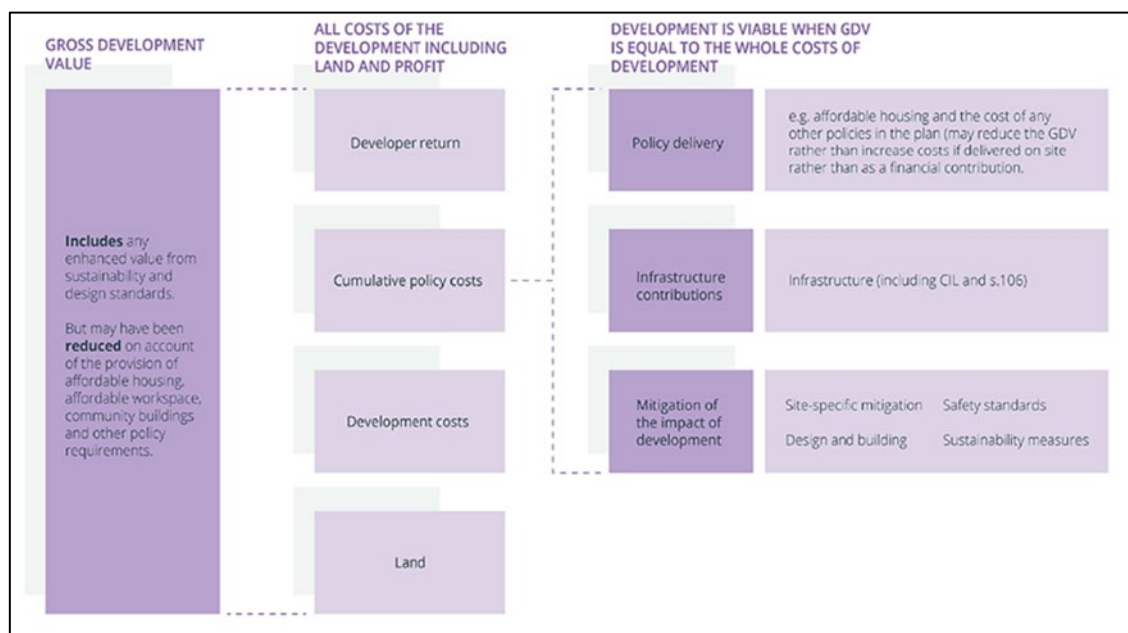 GROSS DEVELOPMENT
VALUE
Includes any
enhanced value from
sustainability and
design standards.
But may have been
reduced on account
of the provision of
affordable housing,
affordable workspace,
community buildings
and other policy
requirements.
ALL COSTS OF THE
DEVELOPMENT INCLUDING
LAND AND PROFIT
Developer return
Cumulative policy costs
Development costs
Land
DEVELOPMENT IS VIABLE WHEN GDV
IS EQUAL TO THE WHOLE COSTS OF
DEVELOPMENT
Policy delivery
e.g. affordable housing and the cost of any
other policies in the plan (may reduce the GDV
rather than increase costs if delivered on site
rather than as a financial contribution.
Infrastructure
contributions
Infrastructure (including CIL and s.106)
Mitigation of
the impact of
development
Site-specific mitigation Safety standards
Design and building Sustainability measures